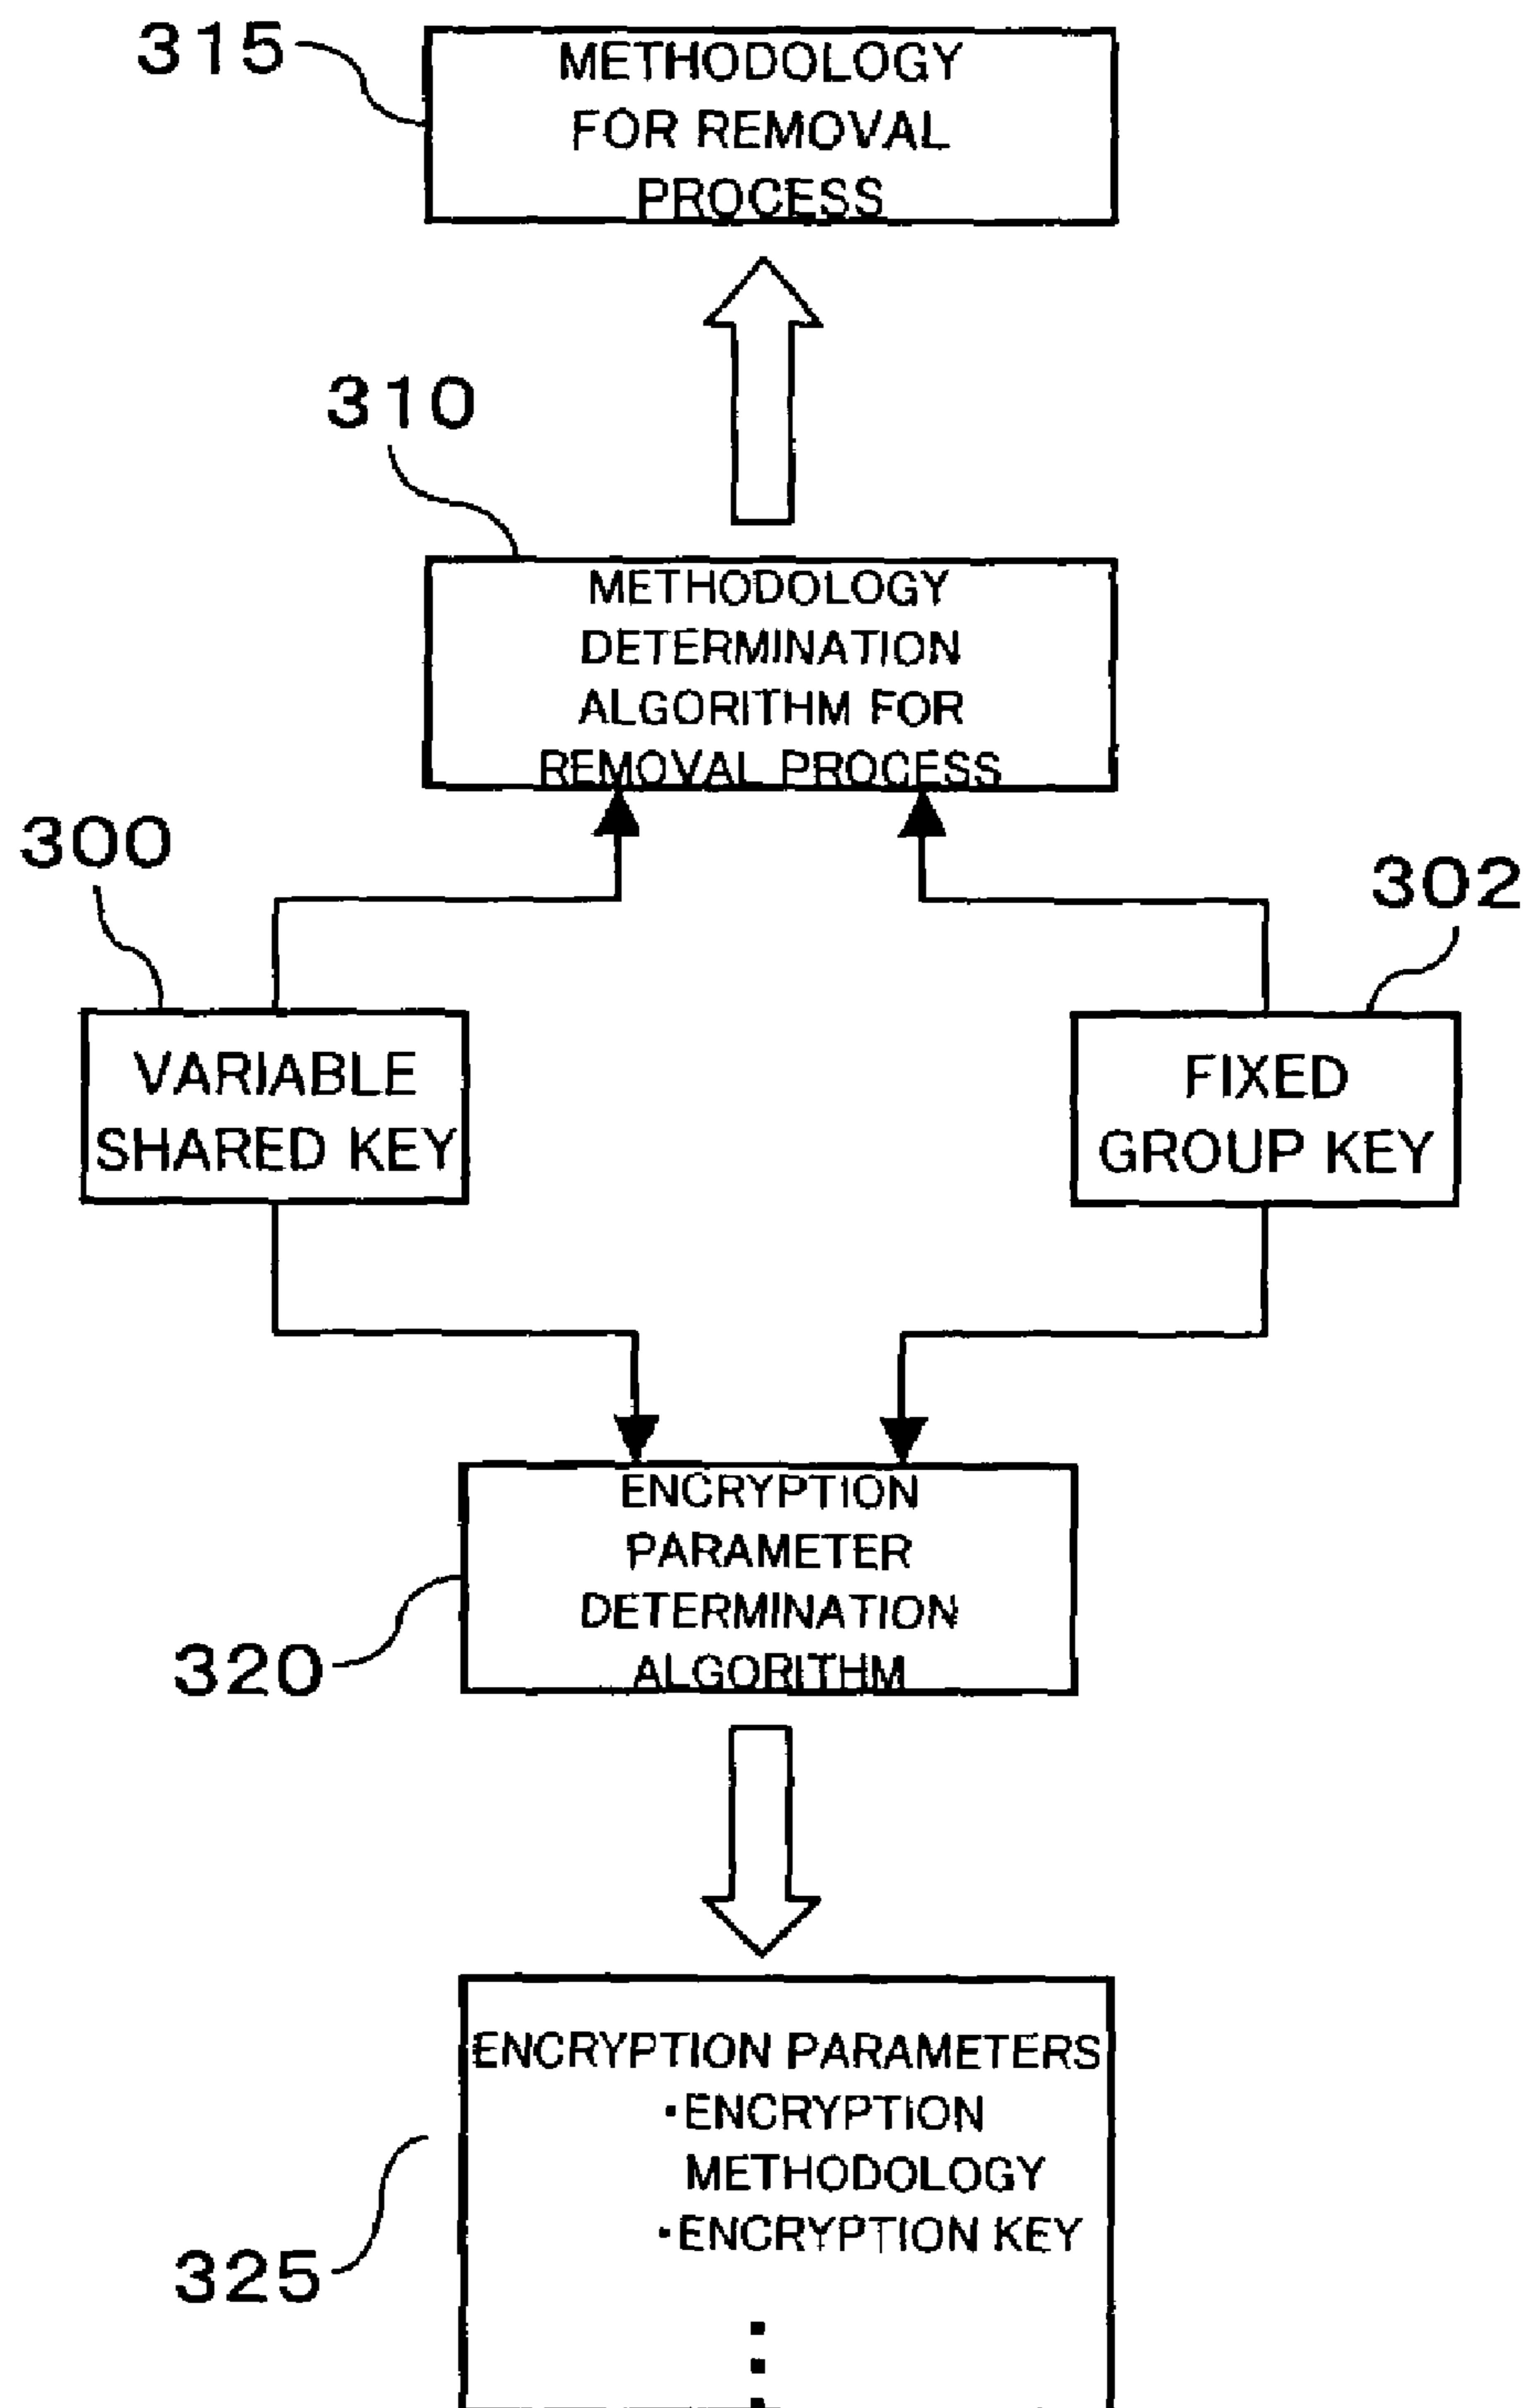 315
METHODOLOGY
FOR REMOVAL
PROCESS
310
METHODOLOGY
DETERMINATION
ALGORITHM FOR
REMOVAL PROCESS
300
302
VARIABLE
SHARED KEY
FIXED
GROUP KEY
ENCRYPTION
PARAMETER
DETERMINATION
ALGORITHM
320
ENCRYPTION PARAMETERS
・ENCRYPTION
METHODOLOGY
・ENCRYPTION KEY
325